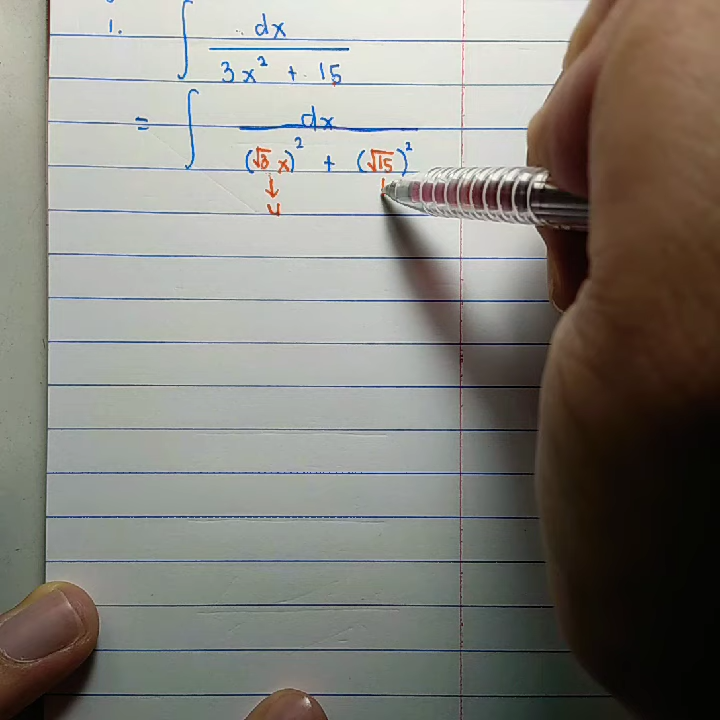 1. ∫ dx / 3x² + 15
= ∫ dx / (√3 x)² + (√15)²
↓
u